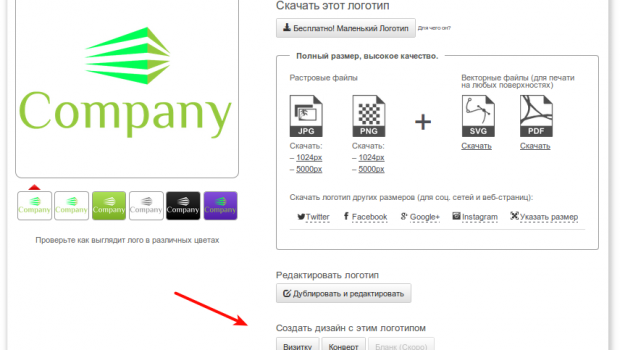 Company
Company Company Company Company Company Company
Проверьте как выглядит лого в различных цветах
Скачать этот логотип
Бесплатно! Маленький Логотип
Для чего он?
Полный размер, высокое качество.
Растровые файлы
JPG
PNG
Скачать:
– 1024px
– 5000px
Скачать:
– 1024px
– 5000px
+
Векторные файлы (для печати
на любых поверхностях)
SVG
PDF
Скачать
Скачать
Скачать логотип других размеров (для соц. сетей и веб-страниц):
Twitter Facebook Google+ Instagram Указать размер
Редактировать логотип
Дублировать и редактировать
Создать дизайн с этим логотипом
Визитку Конверт Бланк (Скоро)